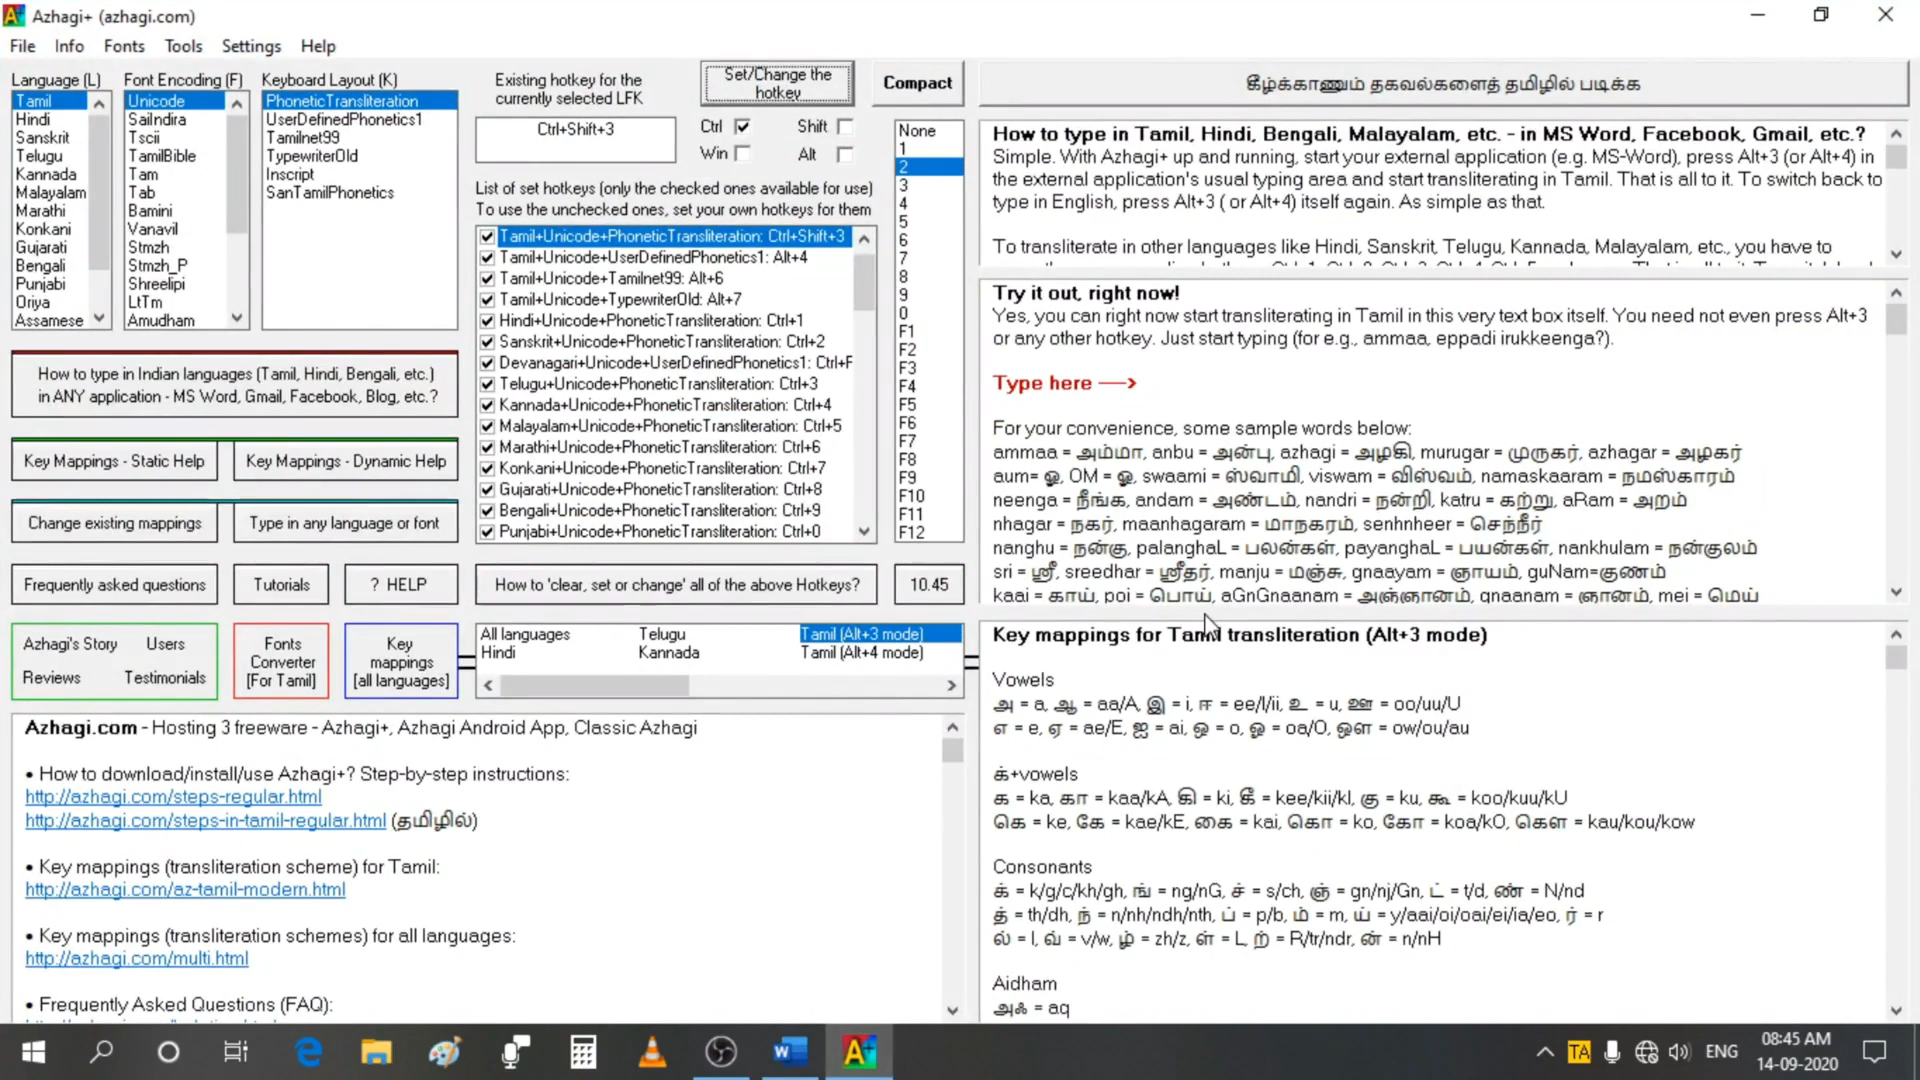 Azhagi+ (azhagi.com)
File Info Fonts Tools Settings Help
Language (L)
Tamil
Hindi
Sanskrit
Telugu
Kannada
Malayalam
Marathi
Konkani
Gujarati
Bengali
Punjabi
Oriya
Assamese
Font Encoding (F)
Unicode
SaiIndira
Tscii
TamilBible
Tam
Tab
Bamini
Vanavil
Stmzh
Stmzh_P
Shreelipi
LtTm
Amudham
Keyboard Layout (K)
PhoneticTransliteration
UserDefinedPhonetics1
Tamilnet99
TypewriterOld
Inscript
SanTamilPhonetics
Existing hotkey for the
currently selected LFK
Ctrl+Shift+3
Set/Change the
hotkey
Compact
Ctrl Shift
Win Alt
List of set hotkeys (only the checked ones available for use)
To use the unchecked ones, set your own hotkeys for them
Tamil+Unicode+PhoneticTransliteration: Ctrl+Shift+3
Tamil+Unicode+UserDefinedPhonetics1: Alt+4
Tamil+Unicode+Tamilnet99: Alt+6
Tamil+Unicode+TypewriterOld: Alt+7
Hindi+Unicode+PhoneticTransliteration: Ctrl+1
Sanskrit+Unicode+PhoneticTransliteration: Ctrl+2
Devanagari+Unicode+UserDefinedPhonetics1: Ctrl+F
Telugu+Unicode+PhoneticTransliteration: Ctrl+3
Kannada+Unicode+PhoneticTransliteration: Ctrl+4
Malayalam+Unicode+PhoneticTransliteration: Ctrl+5
Marathi+Unicode+PhoneticTransliteration: Ctrl+6
Konkani+Unicode+PhoneticTransliteration: Ctrl+7
Gujarati+Unicode+PhoneticTransliteration: Ctrl+8
Bengali+Unicode+PhoneticTransliteration: Ctrl+9
Punjabi+Unicode+PhoneticTransliteration: Ctrl+0
None
1
2
3
4
5
6
7
8
9
0
F1
F2
F3
F4
F5
F6
F7
F8
F9
F10
F11
F12
How to type in Indian languages (Tamil, Hindi, Bengali, etc.)
in ANY application - MS Word, Gmail, Facebook, Blog, etc.?
Key Mappings - Static Help
Key Mappings - Dynamic Help
Change existing mappings
Type in any language or font
Frequently asked questions
Tutorials
? HELP
How to 'clear, set or change' all of the above Hotkeys?
10.45
Azhagi's Story Users
Reviews Testimonials
Fonts
Converter
[For Tamil]
Key
mappings
[all languages]
All languages Telugu Tamil (Alt+3 mode)
Hindi Kannada Tamil (Alt+4 mode)
Azhagi.com - Hosting 3 freeware - Azhagi+, Azhagi Android App, Classic Azhagi
• How to download/install/use Azhagi+? Step-by-step instructions:
http://azhagi.com/steps-regular.html
http://azhagi.com/steps-in-tamil-regular.html (தமிழில்)
• Key mappings (transliteration scheme) for Tamil:
http://azhagi.com/az-tamil-modern.html
• Key mappings (transliteration schemes) for all languages:
http://azhagi.com/multi.html
• Frequently Asked Questions (FAQ):
கீழ்க்காணும் தகவல்களைத் தமிழில் படிக்க
How to type in Tamil, Hindi, Bengali, Malayalam, etc. - in MS Word, Facebook, Gmail, etc.?
Simple. With Azhagi+ up and running, start your external application (e.g. MS-Word), press Alt+3 (or Alt+4) in
the external application's usual typing area and start transliterating in Tamil. That is all to it. To switch back to
type in English, press Alt+3 ( or Alt+4) itself again. As simple as that.
To transliterate in other languages like Hindi, Sanskrit, Telugu, Kannada, Malayalam, etc., you have to
Try it out, right now!
Yes, you can right now start transliterating in Tamil in this very text box itself. You need not even press Alt+3
or any other hotkey. Just start typing (for e.g., ammaa, eppadi irukkeenga?).
Type here --->
For your convenience, some sample words below:
ammaa = அம்மா, anbu = அன்பு, azhagi = அழகி, murugar = முருகர், azhagar = அழகர்
aum= ஓ, OM = ஓ, swaami = ஸ்வாமி, viswam = விஸ்வம், namaskaaram = நமஸ்காரம்
neenga = நீங்க, andam = அண்டம், nandri = நன்றி, katru = கற்று, aRam = அறம்
nhagar = நகர், maanhagaram = மாநகரம், senhnheer = செந்நீர்
nanghu = நன்கு, palanghaL = பலன்கள், payanghaL = பயன்கள், nankhulam = நன்குலம்
sri = ஸ்ரீ, sreedhar = ஸ்ரீதர், manju = மஞ்சு, gnaayam = ஞாயம், guNam=குணம்
kaai = காய், poi = பொய், aGnGnaanam = அஞ்ஞானம், gnaanam = ஞானம், mei = மெய்
Key mappings for Tamil transliteration (Alt+3 mode)
Vowels
அ = a, ஆ = aa/A, இ = i, ஈ = ee/I/ii, உ = u, ஊ = oo/uu/U
எ = e, ஏ = ae/E, ஐ = ai, ஒ = o, ஓ = oa/O, ஔ = ow/ou/au
க்+vowels
க = ka, கா = kaa/kA, கி = ki, கீ = kee/kii/kI, கு = ku, கூ = koo/kuu/kU
கெ = ke, கே = kae/kE, கை = kai, கொ = ko, கோ = koa/kO, கௌ = kau/kou/kow
Consonants
க் = k/g/c/kh/gh, ங் = ng/nG, ச் = s/ch, ஞ் = gn/nj/Gn, ட் = t/d, ண் = N/nd
த் = th/dh, ந் = n/nh/ndh/nth, ப் = p/b, ம் = m, ய் = y/aai/oi/oai/ei/ia/eo, ர் = r
ல் = l, வ் = v/w, ழ் = zh/z, ள் = L, ற் = R/tr/ndr, ன் = n/nH
Aidham
அஃ = aq
TA ENG
08:45 AM
14-09-2020